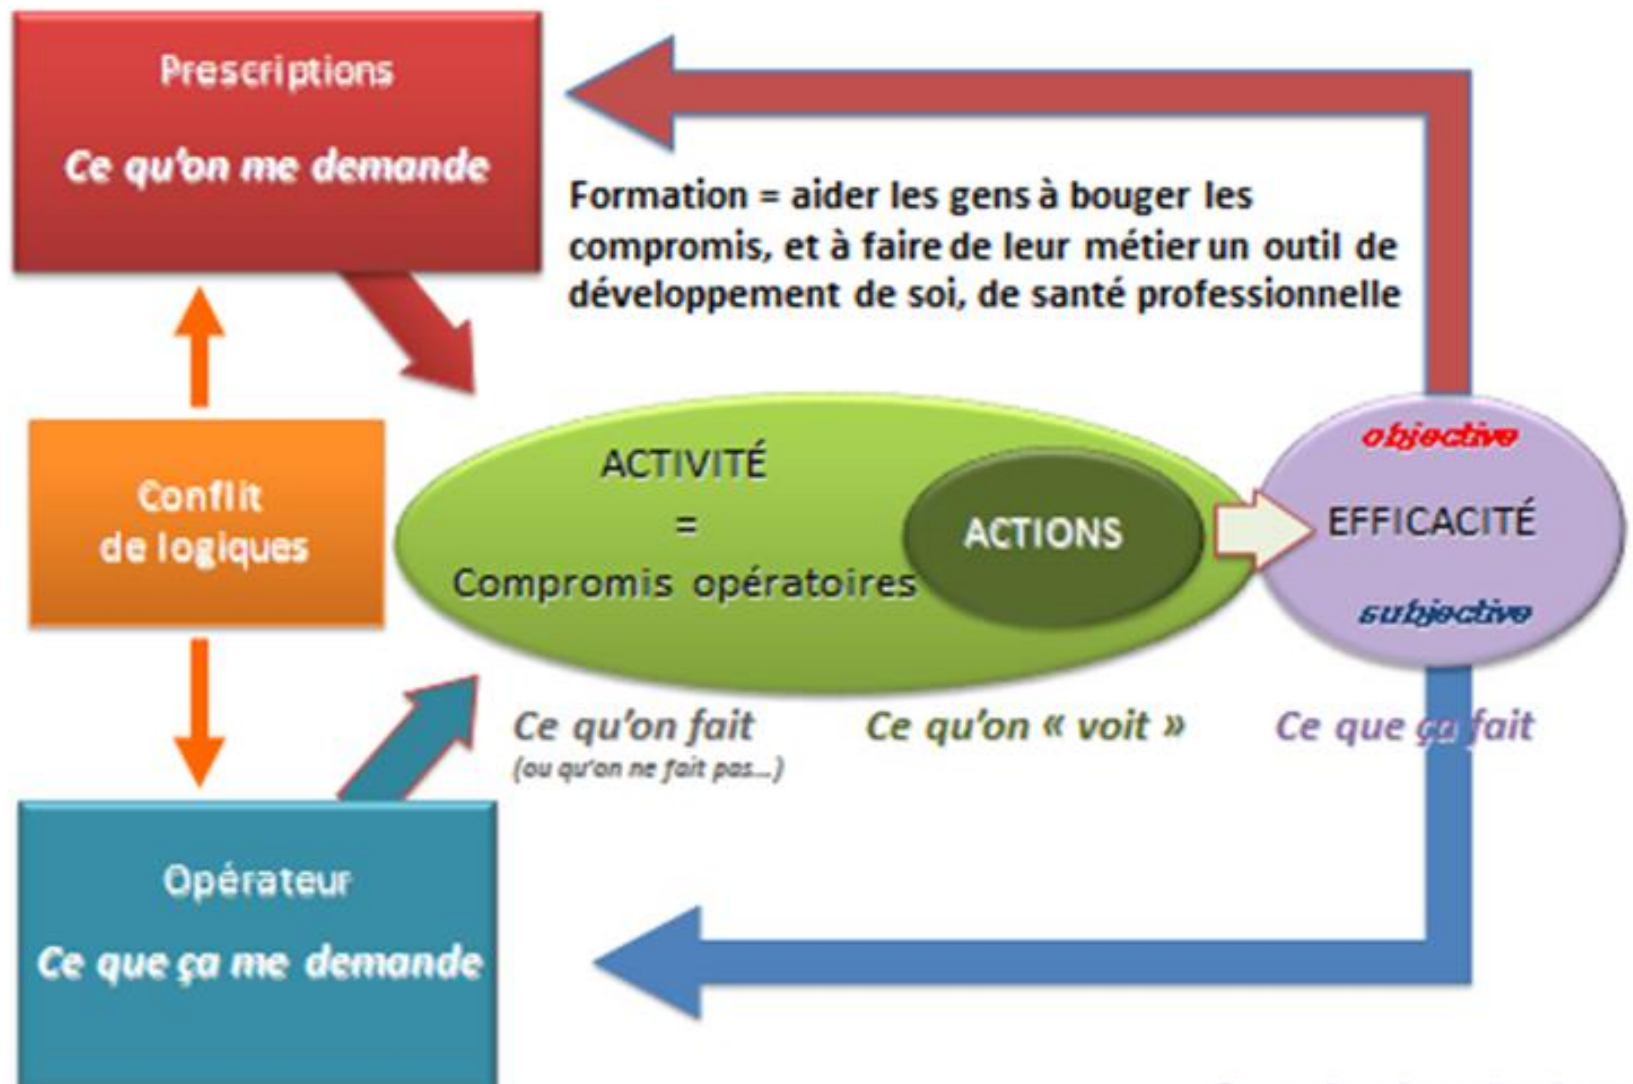 Prescriptions
Ce qu'on me demande
Formation = aider les gens à bouger les
compromis, et à faire de leur métier un outil de
développement de soi, de santé professionnelle
Conflit
de logiques
ACTIVITÉ
=
Compromis opératoires
ACTIONS
objective
EFFICACITÉ
subjective
Ce qu'on fait
(ou qu'on ne fait pas...)
Ce qu'on « voit »
Ce que ça fait
Opérateur
Ce que ça me demande